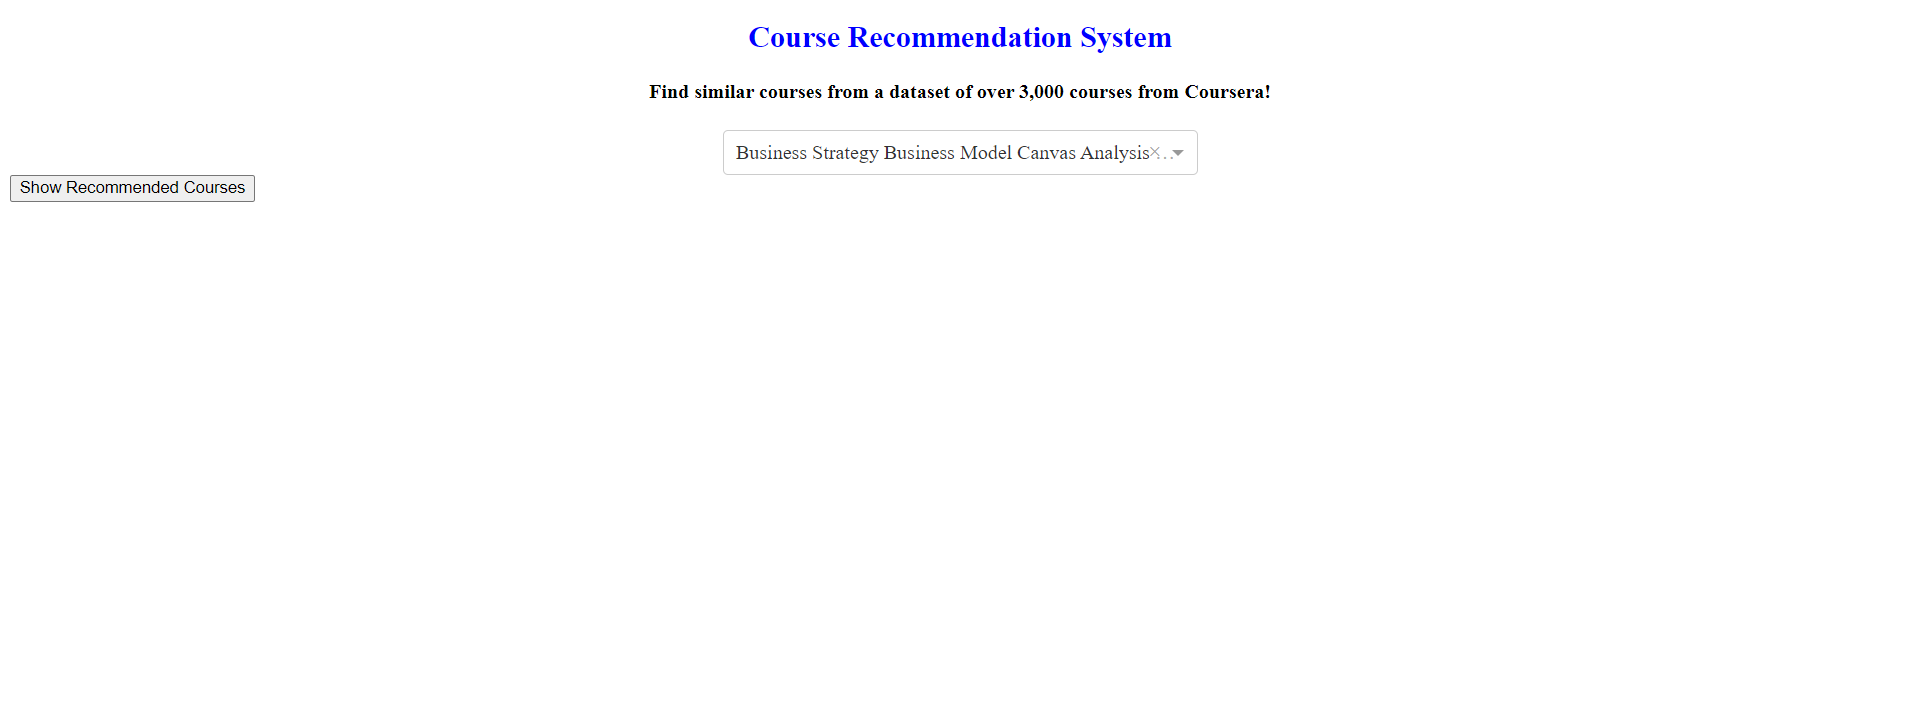 Course Recommendation System
Find similar courses from a dataset of over 3,000 courses from Coursera!
Business Strategy Business Model Canvas Analysis...
Show Recommended Courses